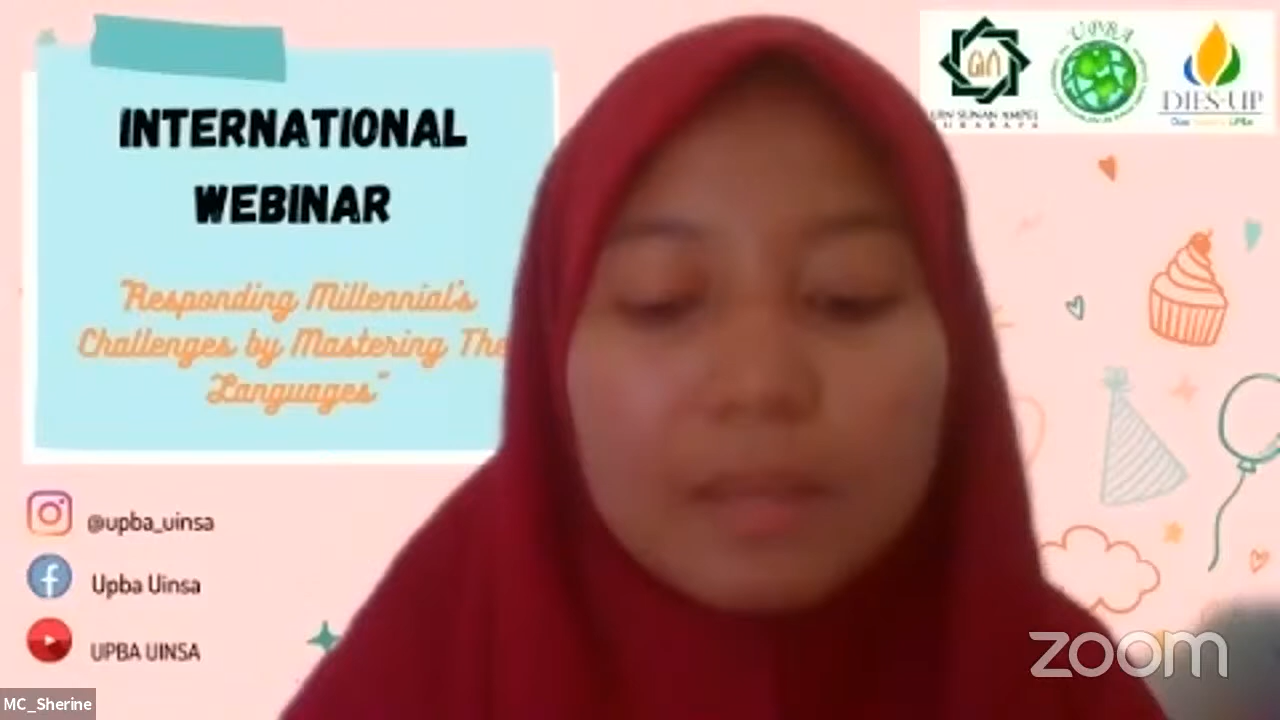 INTERNATIONAL
WEBINAR
"Responding Millennial's
Challenges by Mastering The
Languages"
@upba_uinsa
Upba Uinsa
UPBA UINSA
MC_Sherine
UPBA
UIN SUNAN AMPEL
SURABAYA
DIES-UP
zoom